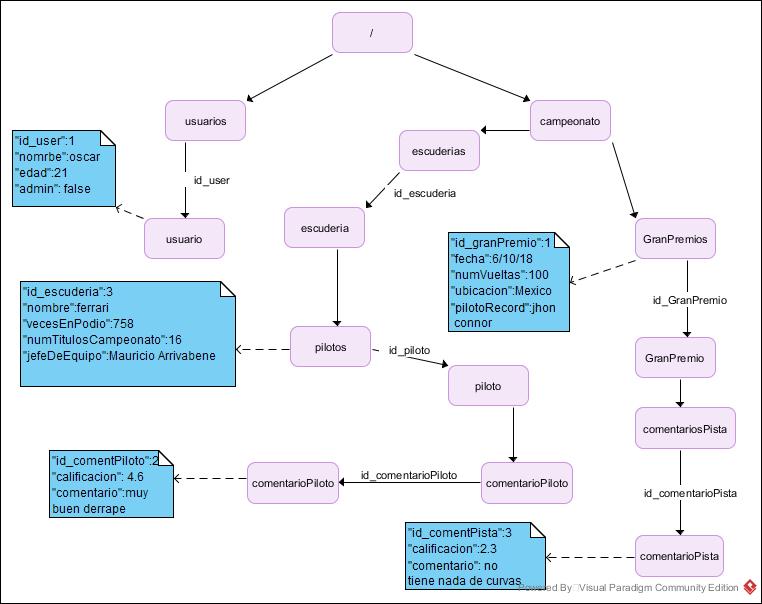 /
usuarios
campeonato
"id_user":1
"nomrbe":oscar
"edad":21
"admin": false
escuderias
id_user
id_escuderia
escuderia
usuario
GranPremios
"id_granPremio":1
"fecha":6/10/18
"numVueltas":100
"ubicacion":Mexico
"pilotoRecord":jhon
connor
id_GranPremio
"id_escuderia":3
"nombre":ferrari
"vecesEnPodio":758
"numTitulosCampeonato":16
"jefeDeEquipo":Mauricio Arrivabene
pilotos
id_piloto
GranPremio
piloto
comentariosPista
"id_comentPiloto":2
"calificacion": 4.6
"comentario":muy
buen derrape
comentarioPiloto
id_comentarioPiloto
comentarioPiloto
id_comentarioPista
"id_comentPista":3
"calificacion":2.3
"comentario": no
tiene nada de curvas
comentarioPista
Powered By Visual Paradigm Community Edition